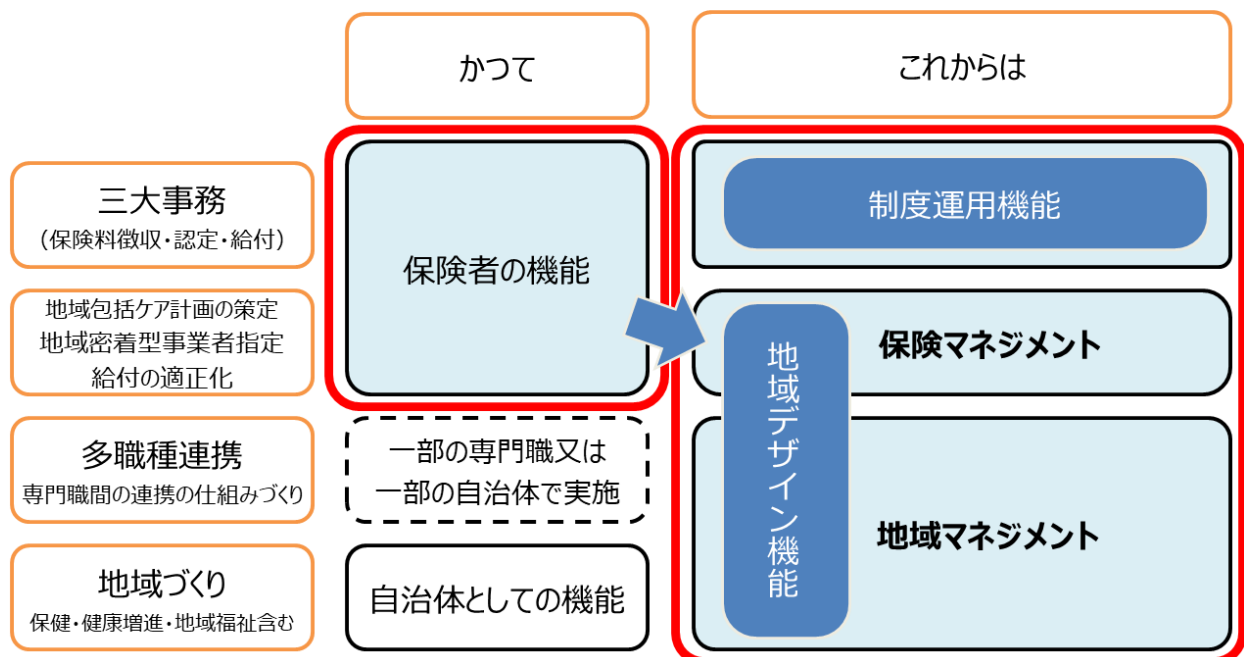 かつて
これからは
三大事務
（保険料徴収・認定・給付）
保険者の機能
制度運用機能
地域包括ケア計画の策定
地域密着型事業者指定
給付の適正化
保険マネジメント
地域デザイン機能
多職種連携
専門職間の連携の仕組みづくり
一部の専門職又は
一部の自治体で実施
地域マネジメント
地域づくり
保健・健康増進・地域福祉含む
自治体としての機能